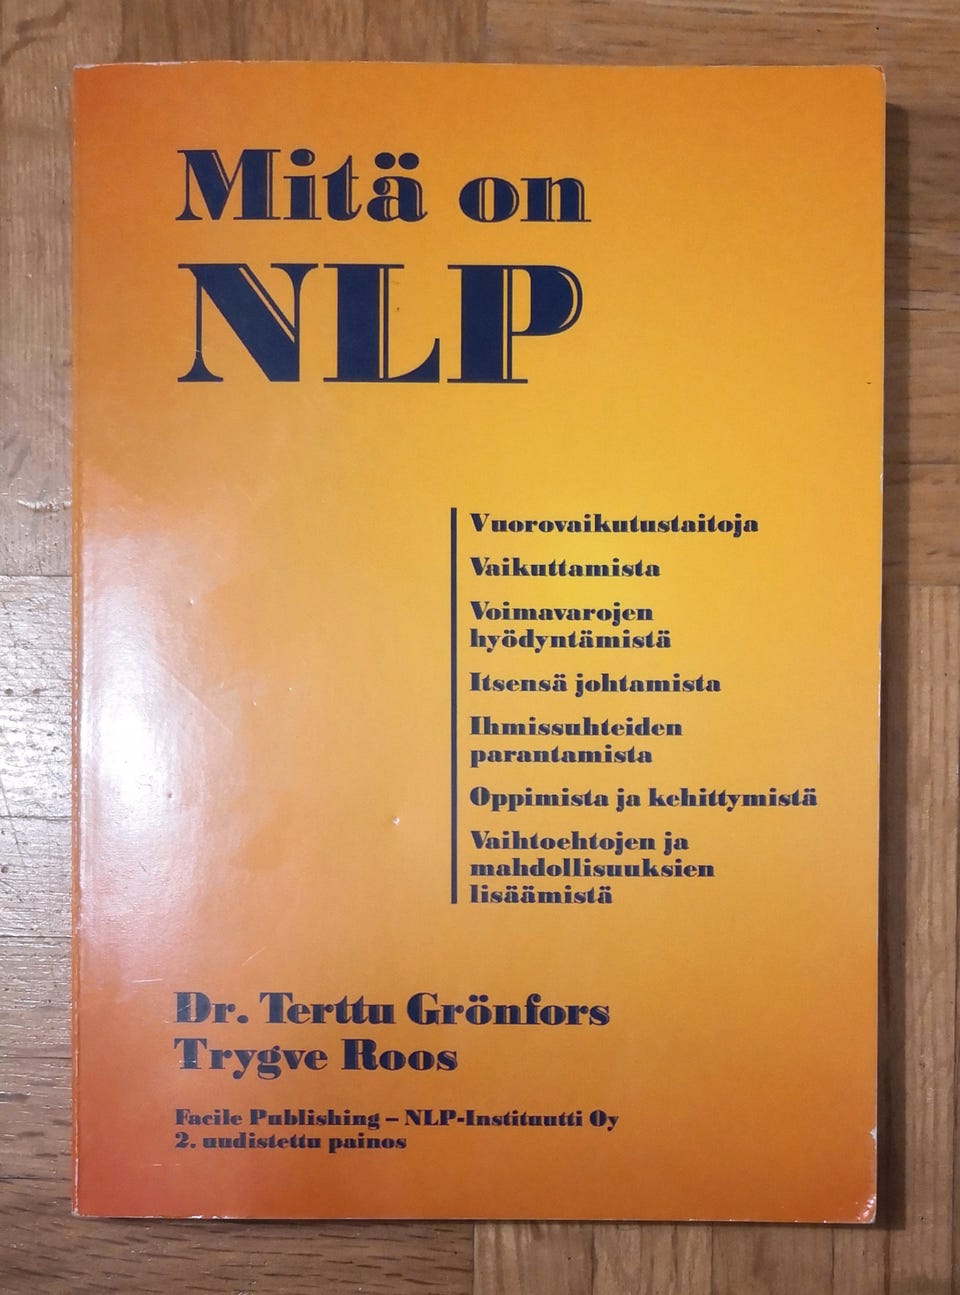 Mitä on
NLP
Vuorovaikutustaitoja
Vaikuttamista
Voimavarojen
hyödyntämistä
Itsensä johtamista
Ihmissuhteiden
parantamista
Oppimista ja kehittymistä
Vaihtoehtojen ja
mahdollisuuksien
lisäämistä
Dr. Terttu Grönfors
Trygve Roos
Facile Publishing – NLP-Instituutti Oy
2. uudistettu painos